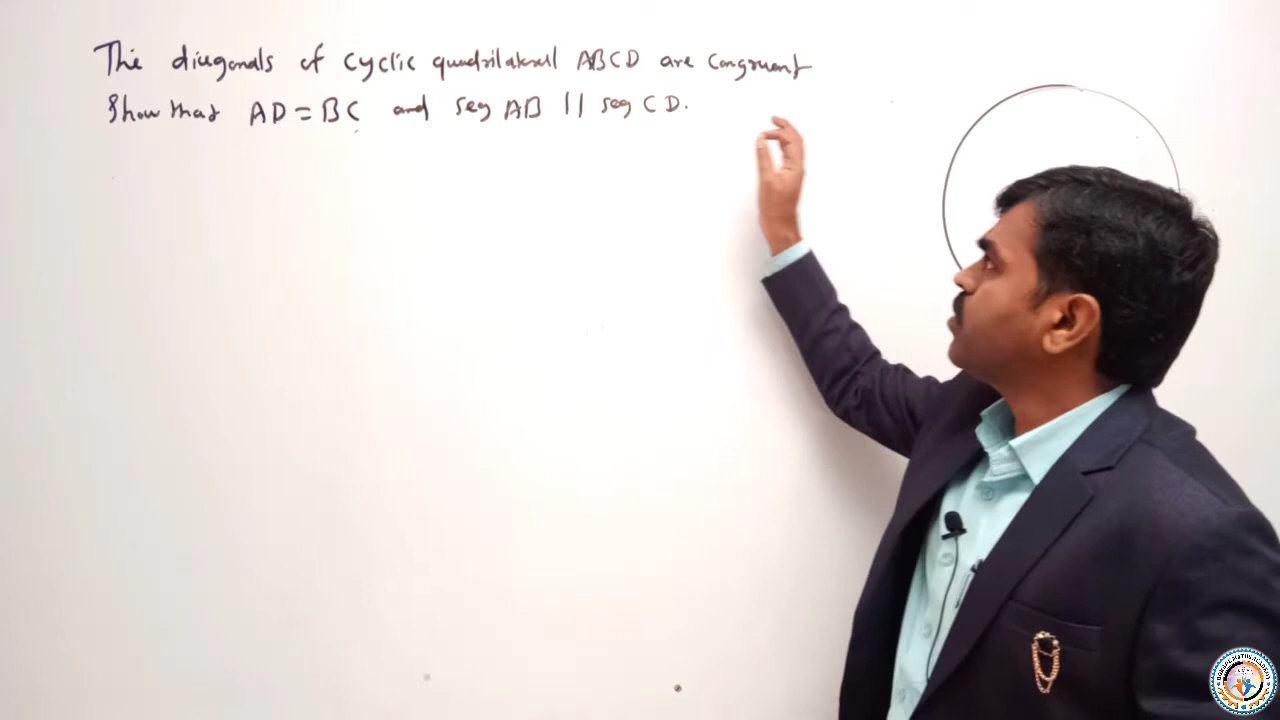 The diagonals of cyclic quadrilateral ABCD are congruent
Show that AD = BC and seg AB || seg CD.